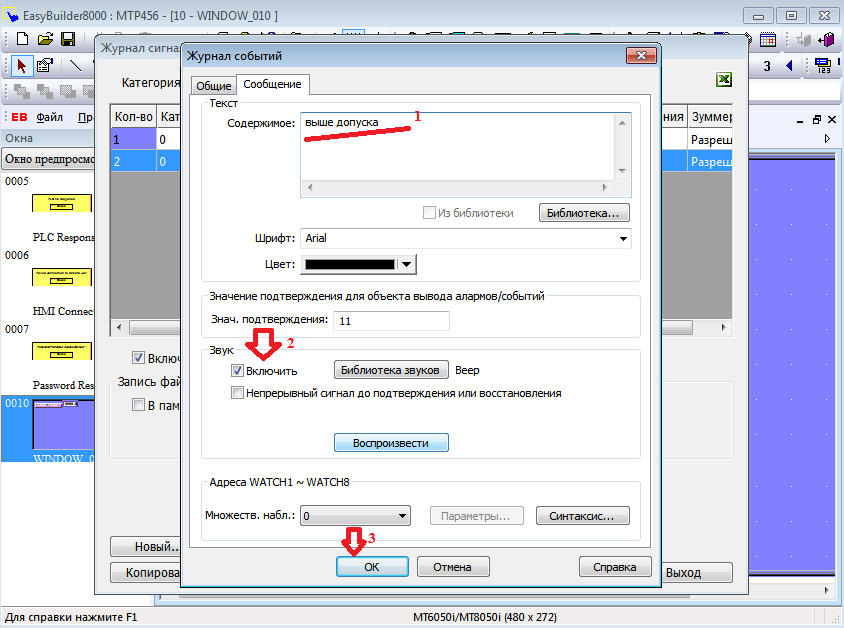 EasyBuilder8000 : MTP456 - [10 - WINDOW_010 ]
Журнал сигна
Журнал событий
3
Категория
Общие
Сообщение
EB Файл
Окна
Окно предпросмо
Кол-во Кат
ния Зуммер
1 0 Разреш
2 0 Разреш
Текст
Содержимое: выше допуска 1
Из библиотеки Библиотека...
Шрифт: Arial
Цвет:
0005
PLC Respons
0006
HMI Connec
0007
Password Res
0010
WINDOW_0
Значение подтверждения для объекта вывода алармов/событий
Знач. подтверждения: 11
2
Звук
Включить Библиотека звуков Beep
Непрерывный сигнал до подтверждения или восстановления
Воспроизвести
Включ
Запись фай
В пам
Адреса WATCH1 ~ WATCH8
Множеств. набл.: 0 Параметры... Синтаксис...
3
OK Отмена Справка
Новый..
Копирова
Выход
Для справки нажмите F1 MT6050i/MT8050i (480 x 272)